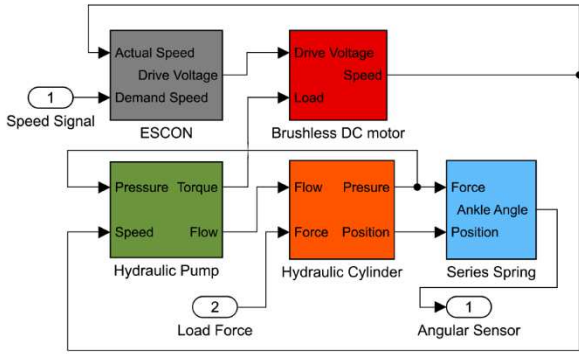 Actual Speed
Drive Voltage
Demand Speed
ESCON
1
Speed Signal
Drive Voltage
Speed
Load
Brushless DC motor
Pressure
Torque
Speed
Flow
Hydraulic Pump
Flow
Presure
Force
Position
Hydraulic Cylinder
Force
Ankle Angle
Position
Series Spring
2
Load Force
1
Angular Sensor